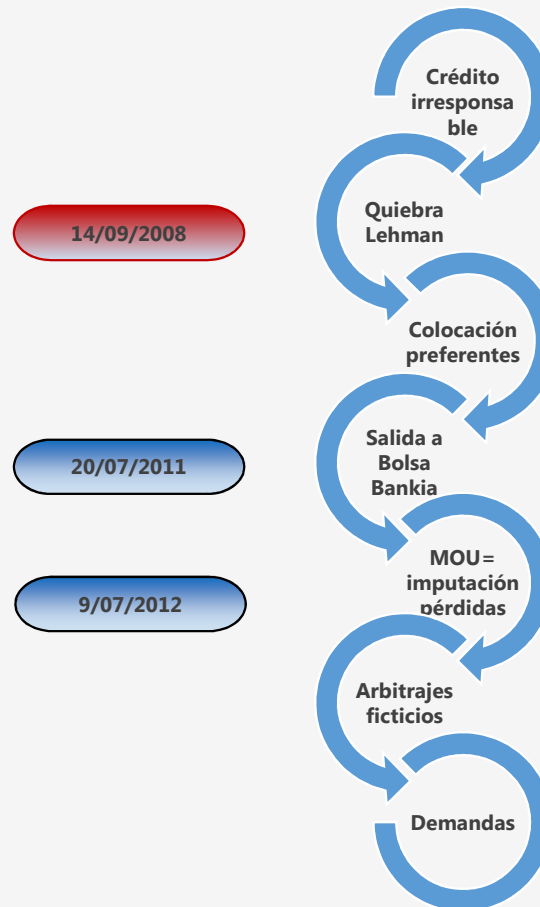 Crédito
irresponsa
ble
14/09/2008
Quiebra
Lehman
Colocación
preferentes
20/07/2011
Salida a
Bolsa
Bankia
9/07/2012
MOU=
imputación
pérdidas
Arbitrajes
ficticios
Demandas